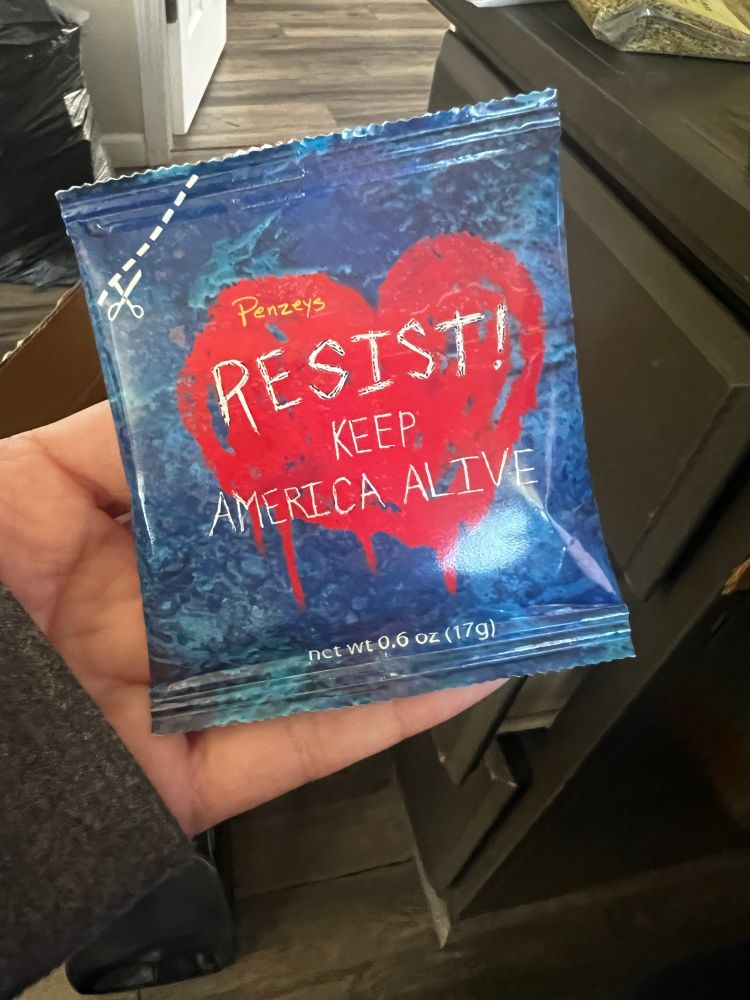 Penzeys
RESIST!
KEEP
AMERICA ALIVE
net wt 0.6 oz (17g)